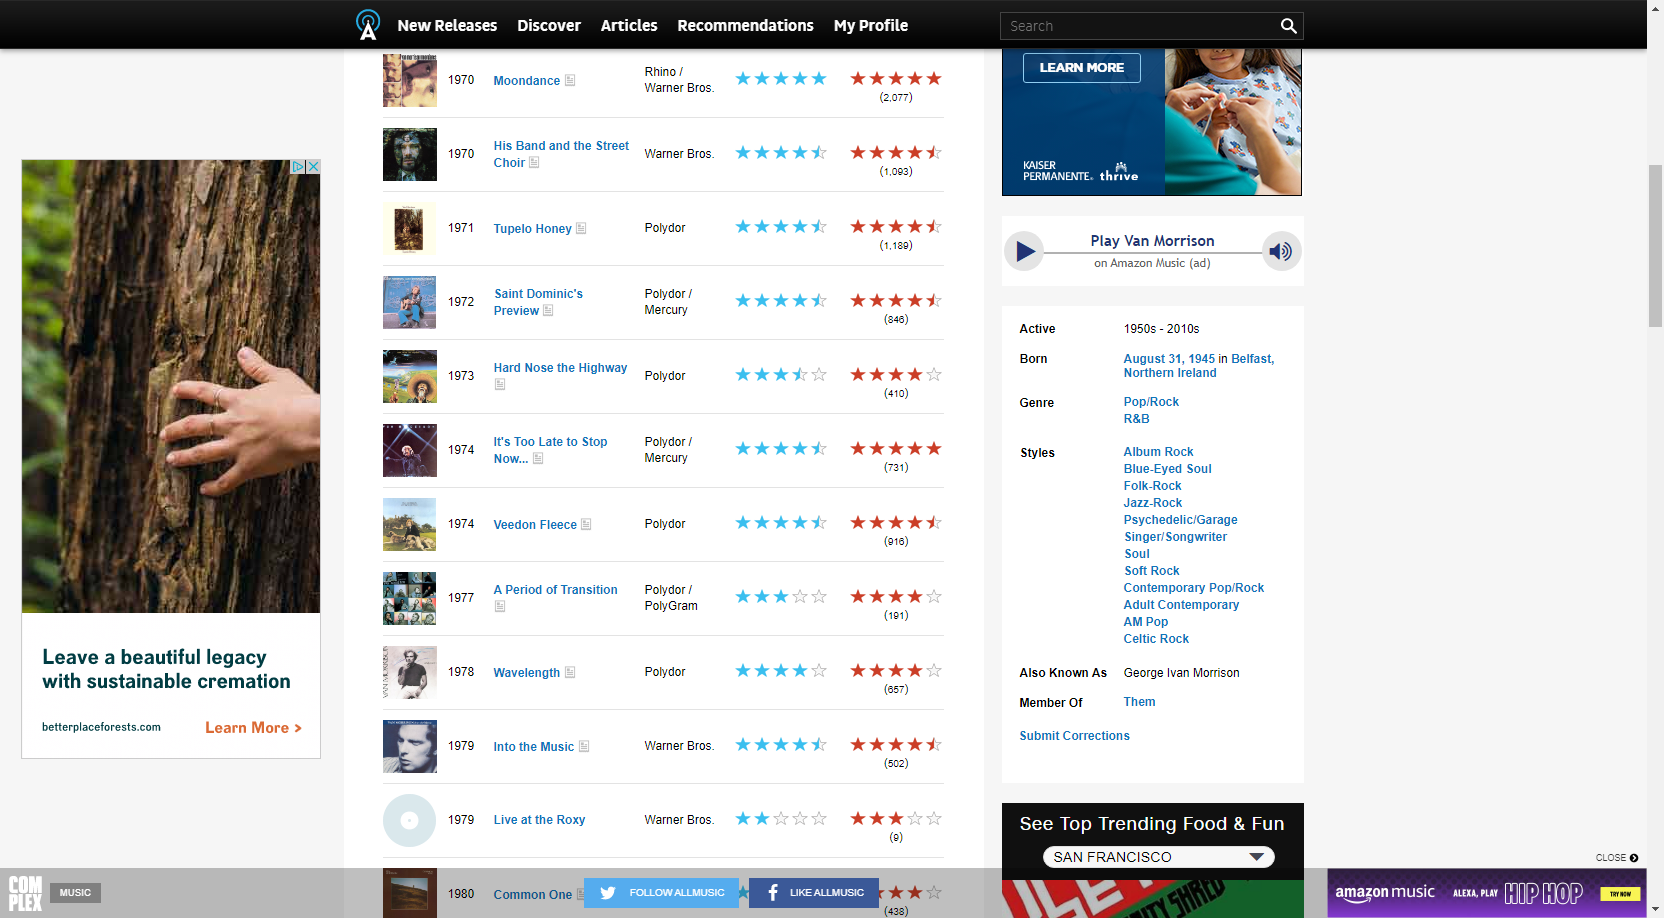 New Releases
Discover
Articles
Recommendations
My Profile
Search
1970
Moondance
Rhino /
Warner Bros.
(2,077)
1970
His Band and the Street
Choir
Warner Bros.
(1,093)
1971
Tupelo Honey
Polydor
(1,189)
1972
Saint Dominic's
Preview
Polydor /
Mercury
(846)
1973
Hard Nose the Highway
Polydor
(410)
1974
It's Too Late to Stop
Now...
Polydor /
Mercury
(731)
1974
Veedon Fleece
Polydor
(916)
1977
A Period of Transition
Polydor /
PolyGram
(191)
1978
Wavelength
Polydor
(657)
1979
Into the Music
Warner Bros.
(502)
1979
Live at the Roxy
Warner Bros.
(9)
1980
Common One
(438)
Leave a beautiful legacy
with sustainable cremation
betterplaceforests.com
Learn More >
LEARN MORE
KAISER
PERMANENTE® thrive
Play Van Morrison
on Amazon Music (ad)
Active
1950s - 2010s
Born
August 31, 1945 in Belfast,
Northern Ireland
Genre
Pop/Rock
R&B
Styles
Album Rock
Blue-Eyed Soul
Folk-Rock
Jazz-Rock
Psychedelic/Garage
Singer/Songwriter
Soul
Soft Rock
Contemporary Pop/Rock
Adult Contemporary
AM Pop
Celtic Rock
Also Known As
George Ivan Morrison
Member Of
Them
Submit Corrections
See Top Trending Food & Fun
SAN FRANCISCO
CLOSE
COM
PLEX
MUSIC
FOLLOW ALLMUSIC
LIKE ALLMUSIC
amazon music
ALEXA, PLAY
HIP HOP
TRY NOW